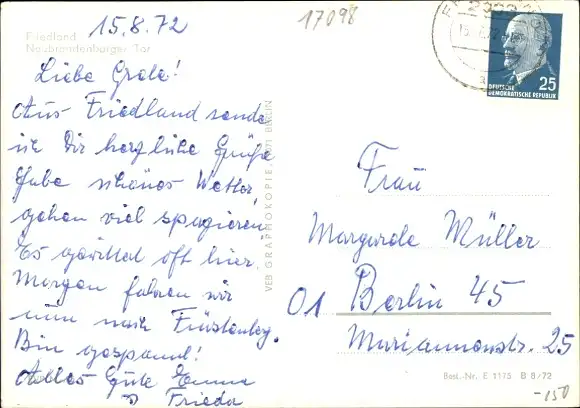 15.8.72
17098
Friedland
Neubrandenburger Tor
Liebe Grete!
Aus Friedland sende
ich Dir herzliche Grüße
Habe schönes Wetter,
gehen viel spazieren,
Es gewittert oft hier.
Morgen fahren wir
nun nach Fürstenberg.
Bin gespannt!
Alles Gute Emma
u Frieda
VEB GRAPHOKOPIE BERLIN
DEUTSCHE
DEMOKRATISCHE REPUBLIK
25
Frau
Margarete Müller
01 Berlin 45
Mariannenstr. 25
Best.-Nr. E 1173 B 8/72
-150